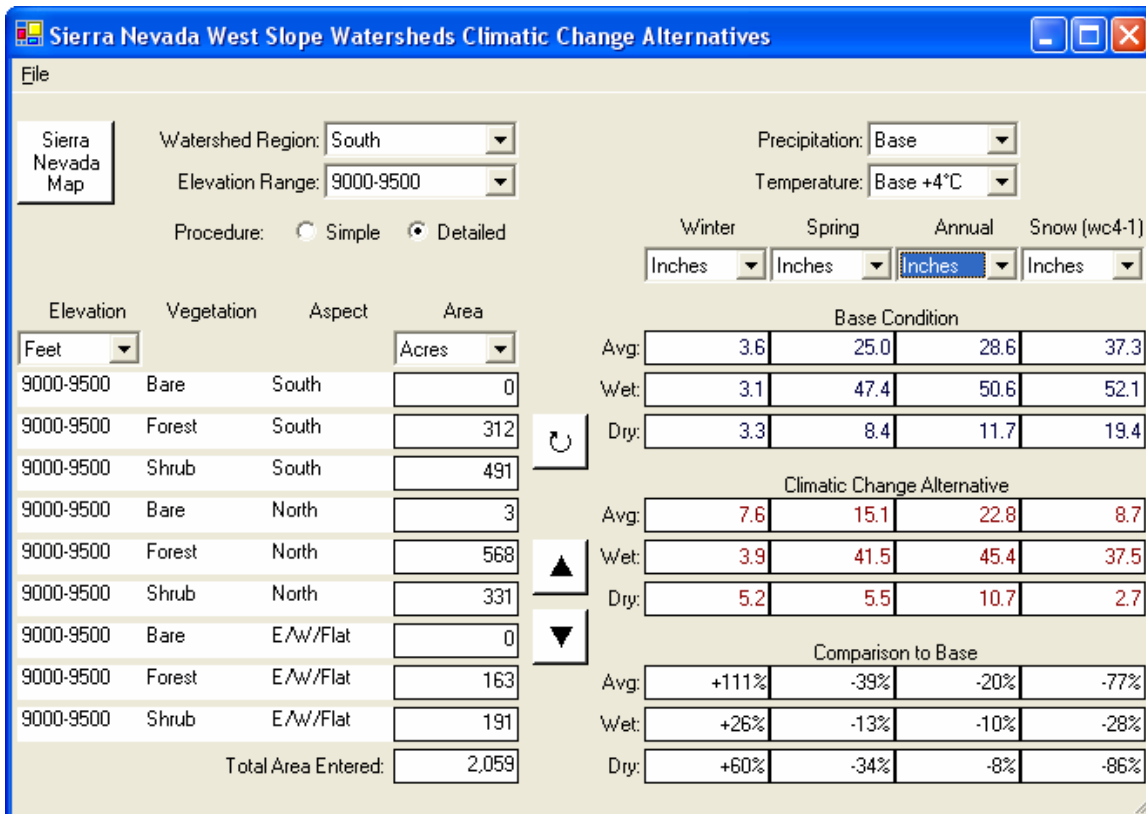 Sierra Nevada West Slope Watersheds Climatic Change Alternatives
File
Sierra
Nevada
Map
Watershed Region: South
Elevation Range: 9000-9500
Procedure: Simple Detailed
Precipitation: Base
Temperature: Base +4°C
Winter Spring Annual Snow (wc4-1)
Inches Inches Inches Inches
Elevation Vegetation Aspect Area
Feet Acres
9000-9500 Bare South 0
9000-9500 Forest South 312
9000-9500 Shrub South 491
9000-9500 Bare North 3
9000-9500 Forest North 568
9000-9500 Shrub North 331
9000-9500 Bare E/W/Flat 0
9000-9500 Forest E/W/Flat 163
9000-9500 Shrub E/W/Flat 191
Total Area Entered: 2,059
Base Condition
Avg: 3.6 25.0 28.6 37.3
Wet: 3.1 47.4 50.6 52.1
Dry: 3.3 8.4 11.7 19.4
Climatic Change Alternative
Avg: 7.6 15.1 22.8 8.7
Wet: 3.9 41.5 45.4 37.5
Dry: 5.2 5.5 10.7 2.7
Comparison to Base
Avg: +111% -39% -20% -77%
Wet: +26% -13% -10% -28%
Dry: +60% -34% -8% -86%